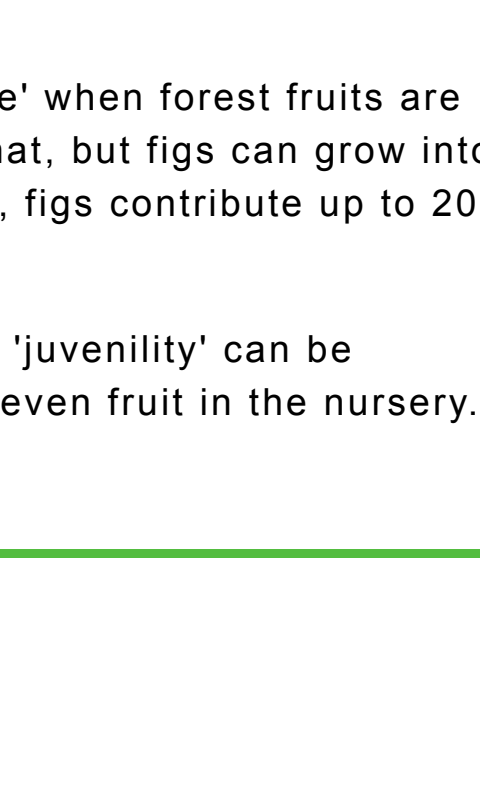 e' when forest fruits are
at, but figs can grow into
, figs contribute up to 20
'juvenility' can be
even fruit in the nursery.